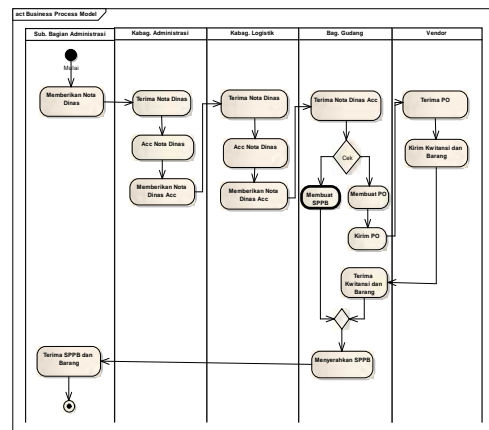 act Business Process Model
Sub. Bagian Administrasi
Kabag. Administrasi
Kabag. Logistik
Bag. Gudang
Vendor
Mulai
Memberikan Nota
Dinas
Terima Nota Dinas
Acc Nota Dinas
Memberikan Nota
Dinas Acc
Terima Nota Dinas
Acc Nota Dinas
Memberikan Nota
Dinas Acc
Terima Nota Dinas Acc
Cek
Membuat
SPPB
Membuat PO
Kirim PO
Terima PO
Kirim Kwitansi dan
Barang
Terima
Kwitansi dan
Barang
Menyerahkan SPPB
Terima SPPB dan
Barang